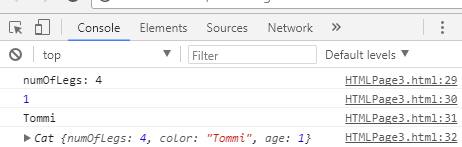 Console Elements Sources Network »
top Filter Default levels
numOfLegs: 4 HTMLPage3.html:29
1 HTMLPage3.html:30
Tommi HTMLPage3.html:31
Cat {numOfLegs: 4, color: "Tommi", age: 1} HTMLPage3.html:32